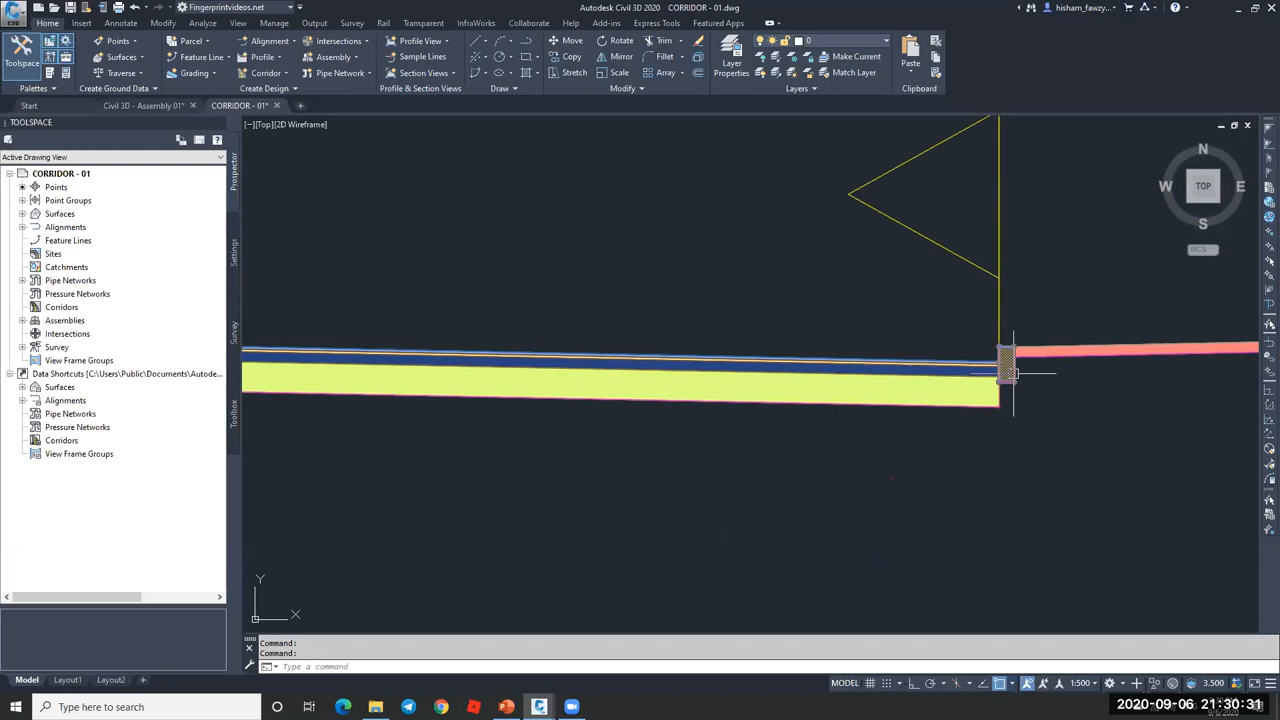 C3D
Fingerprintvideos.net
Autodesk Civil 3D 2020 CORRIDOR - 01.dwg
hisham_fawzy...
Home Insert Annotate Modify Analyze View Manage Output Survey Rail Transparent InfraWorks Collaborate Help Add-ins Express Tools Featured Apps
Toolspace
Points Parcel Alignment Intersections Profile View Move Rotate Trim 0
Surfaces Feature Line Profile Assembly Sample Lines Copy Mirror Fillet Make Current
Traverse Grading Corridor Pipe Network Section Views Stretch Scale Array Match Layer
Layer Properties
Paste
Palettes Create Ground Data Create Design Profile & Section Views Draw Modify Layers Clipboard
Start Civil 3D - Assembly 01* CORRIDOR - 01*
TOOLSPACE
[−][Top][2D Wireframe]
Active Drawing View
Prospector
Settings
Survey
Toolbox
CORRIDOR - 01
Points
Point Groups
Surfaces
Alignments
Feature Lines
Sites
Catchments
Pipe Networks
Pressure Networks
Corridors
Assemblies
Intersections
Survey
View Frame Groups
Data Shortcuts [C:\Users\Public\Documents\Autode...
Surfaces
Alignments
Pipe Networks
Pressure Networks
Corridors
View Frame Groups
N
W TOP E
S
WCS
Y
X
Command:
Command:
Type a command
Model Layout1 Layout2
MODEL 1:500 3.500
Type here to search
2020-09-06 21:30:31